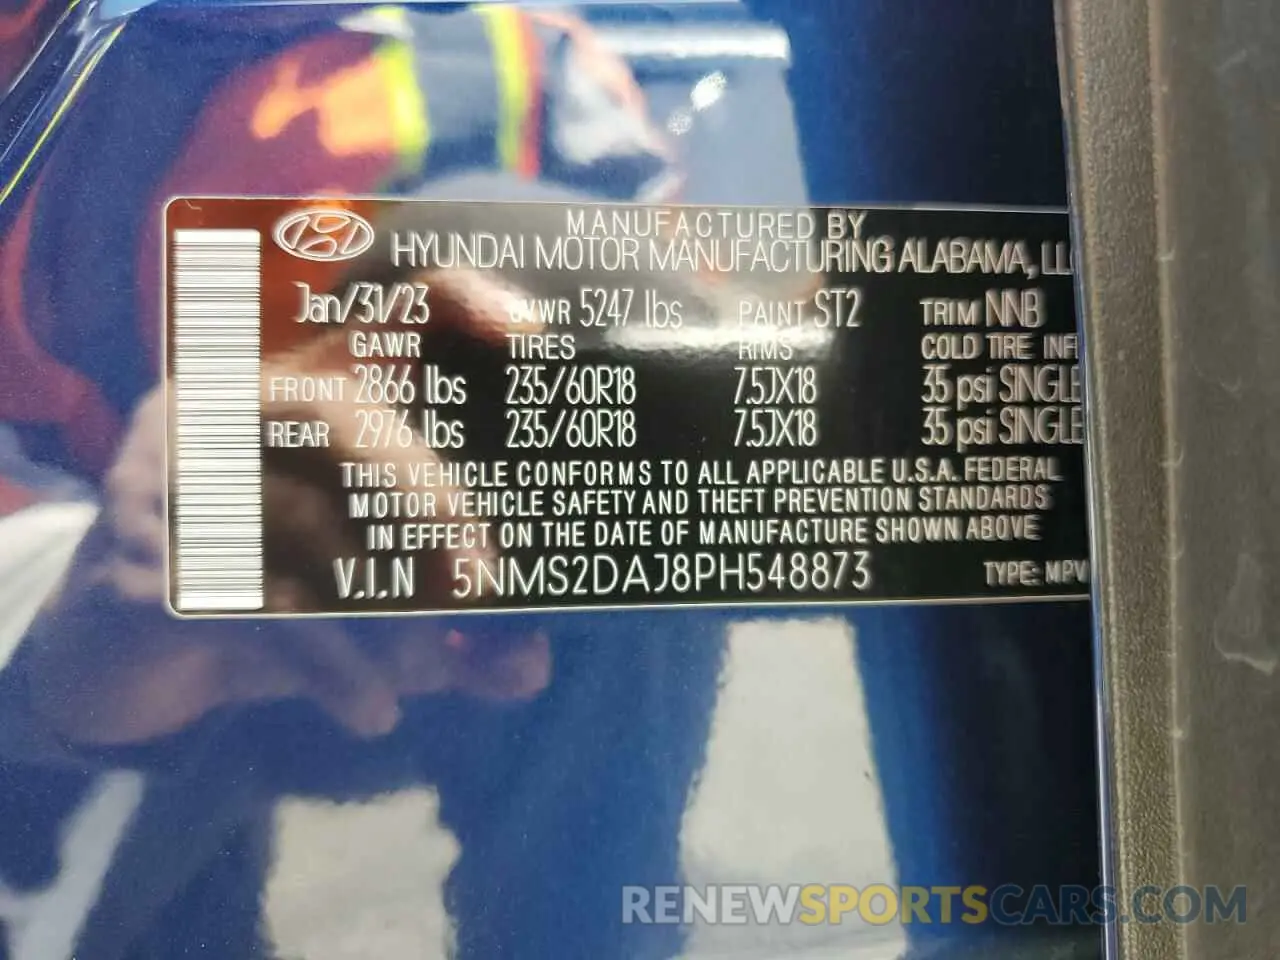 MANUFACTURED BY
HYUNDAI MOTOR MANUFACTURING ALABAMA,
Jan/31/23 GVWR 5247 lbs PAINT ST2 TRIM NNB
GAWR TIRES RIMS COLD TIRE
FRONT 2866 lbs 235/60R18 7.5JX18 35 psi SINGLE
REAR 2976 lbs 235/60R18 7.5JX18 35 psi SINGLE
THIS VEHICLE CONFORMS TO ALL APPLICABLE U.S.A. FEDERAL
MOTOR VEHICLE SAFETY AND THEFT PREVENTION STANDARDS
IN EFFECT ON THE DATE OF MANUFACTURE SHOWN ABOVE
V.I.N 5NMS2DAJ8PH548873 TYPE: MPV
RENEWSPORTSCARS.COM